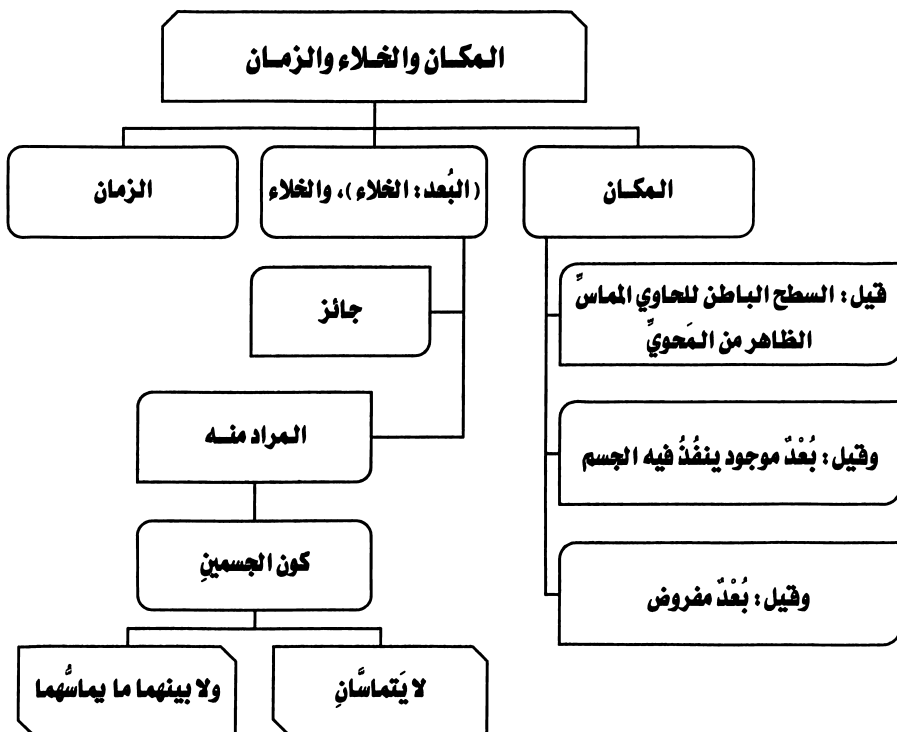 المكان والخلاء والزمان
المكان
(البُعد: الخلاء)، والخلاء
الزمان
قيل: السطح الباطن للحاوي المماسِّ
الظاهر من المَحويِّ
وقيل: بُعْدٌ موجود ينفُذُ فيه الجسم
وقيل: بُعْدٌ مفروض
جائز
المراد منه
كون الجسمينِ
لا يَتماسَّانِ
ولا بينهما ما يماسُّهما